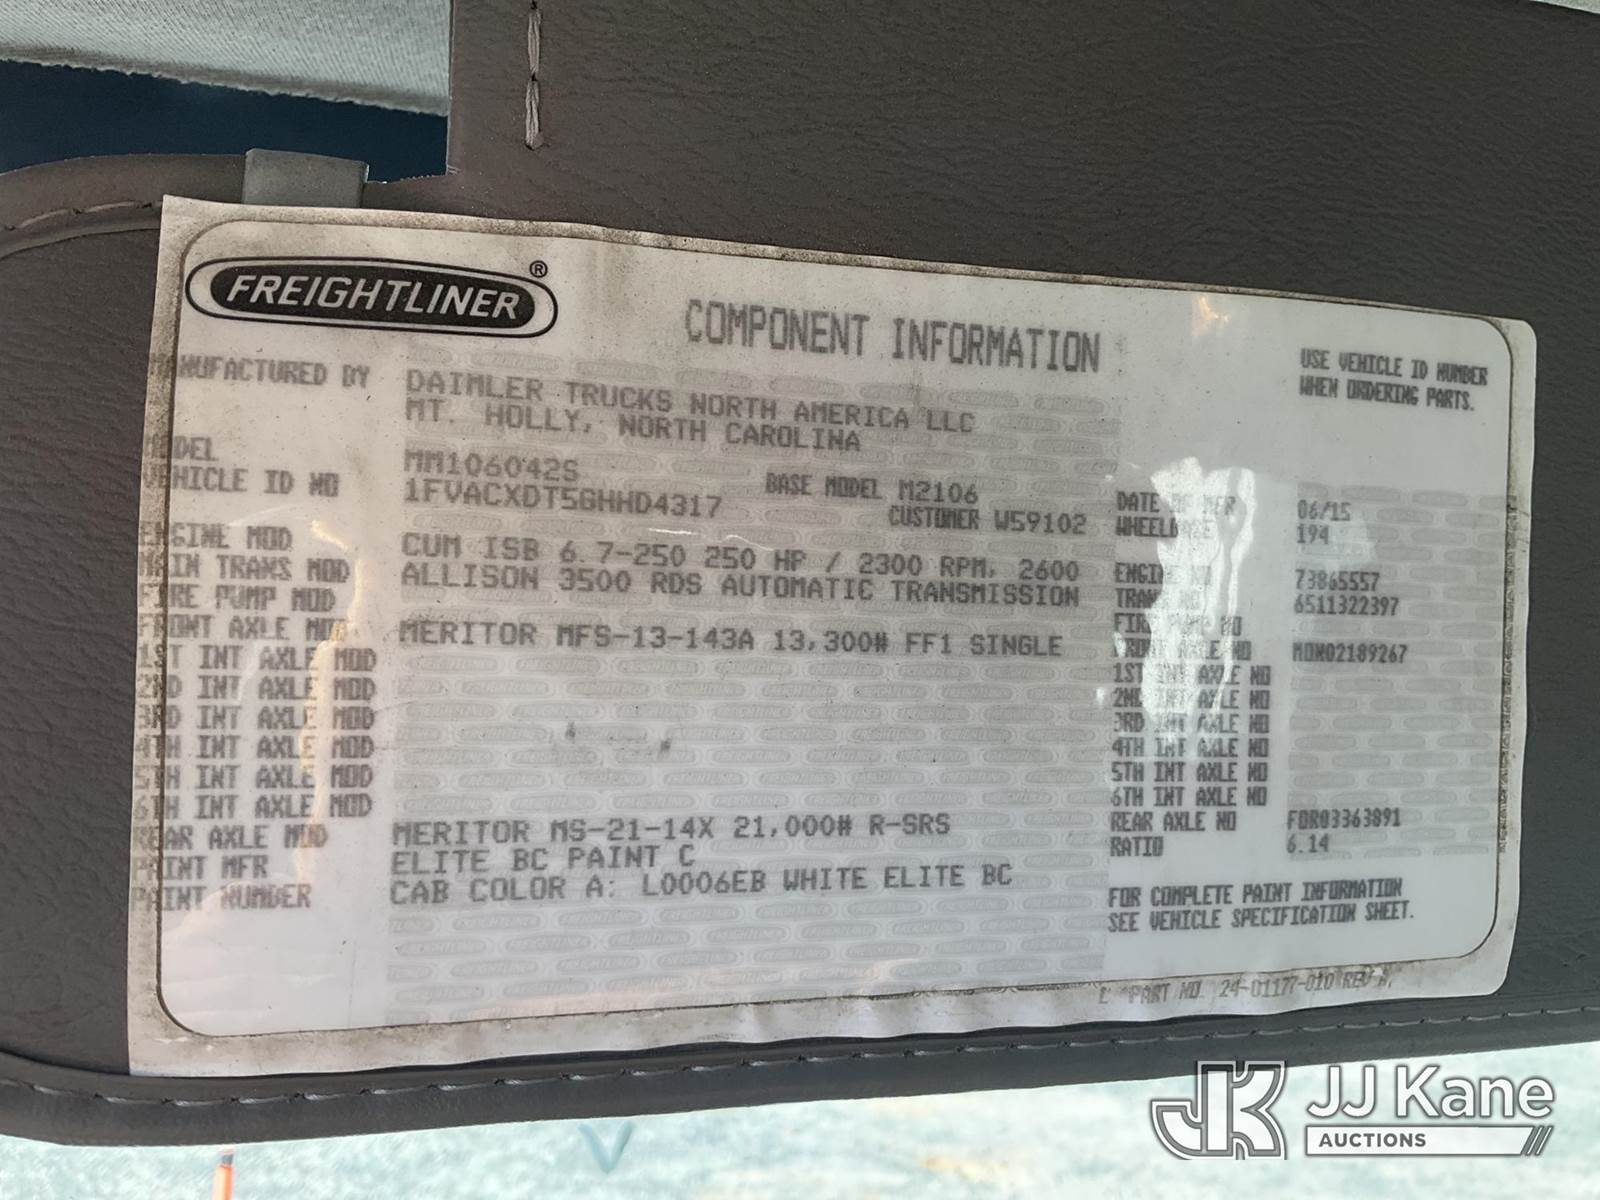 FREIGHTLINER ®
COMPONENT INFORMATION
USE VEHICLE ID NUMBER
WHEN ORDERING PARTS.
MANUFACTURED BY DAIMLER TRUCKS NORTH AMERICA LLC
MT. HOLLY, NORTH CAROLINA
MODEL MM106042S BASE MODEL M2106 DATE OF MFR 06/15
VEHICLE ID NO 1FVACXDT5GHHD4317 CUSTOMER W59102 WHEELBASE 194
ENGINE MOD CUM ISB 6.7-250 250 HP / 2300 RPM, 2600 ENGINE NO 73865557
MAIN TRANS MOD ALLISON 3500 RDS AUTOMATIC TRANSMISSION TRANS NO 6511322397
FIRE PUMP MOD FIRE PUMP NO
FRONT AXLE MOD MERITOR MFS-13-143A 13,300# FF1 SINGLE FRONT AXLE NO MON02189267
1ST INT AXLE MOD 1ST INT AXLE NO
2ND INT AXLE MOD 2ND INT AXLE NO
3RD INT AXLE MOD 3RD INT AXLE NO
4TH INT AXLE MOD 4TH INT AXLE NO
5TH INT AXLE MOD 5TH INT AXLE NO
6TH INT AXLE MOD 6TH INT AXLE NO
REAR AXLE MOD MERITOR MS-21-14X 21,000# R-SRS REAR AXLE NO FOR03363891
PAINT MFR ELITE BC PAINT C RATIO 6.14
PAINT NUMBER CAB COLOR A: L0006EB WHITE ELITE BC
FOR COMPLETE PAINT INFORMATION
SEE VEHICLE SPECIFICATION SHEET.
PART NO. 24-01177-010 REV A,
JK JJ Kane
AUCTIONS